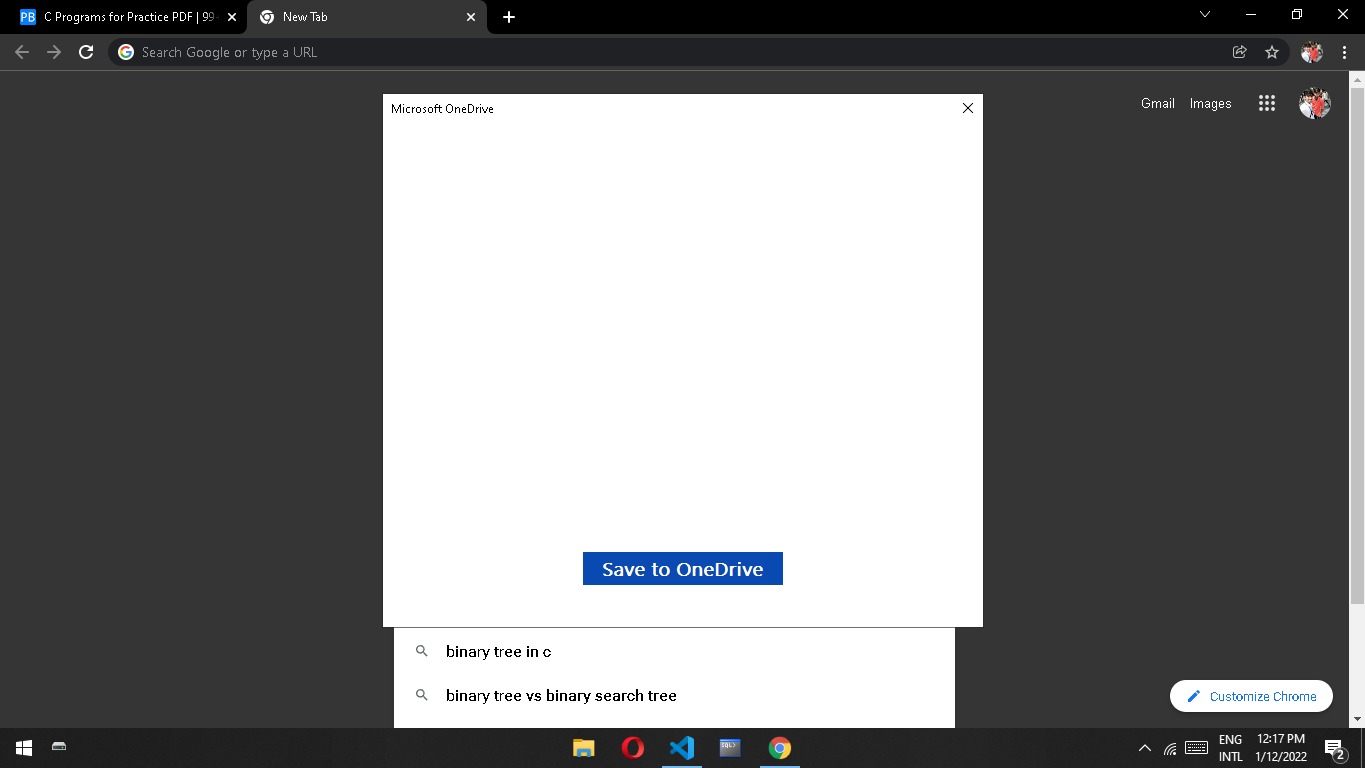 PB C Programs for Practice PDF | 99
New Tab
Search Google or type a URL
Gmail Images
Microsoft OneDrive
Save to OneDrive
binary tree in c
binary tree vs binary search tree
Customize Chrome
SQL>
ENG
INTL
12:17 PM
1/12/2022
2